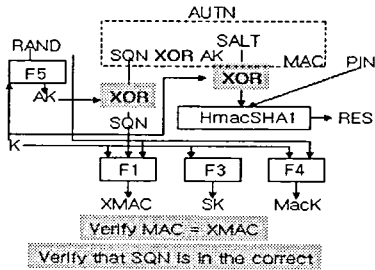 AUTN
RAND
SQN XOR AK
SALT
MAC
PIN
F5
XOR
XOR
AK
SQN
HmacSHA1
RES
K
F1
F3
F4
XMAC
SK
MacK
Verify MAC = XMAC
Verify that SQN is in the correct